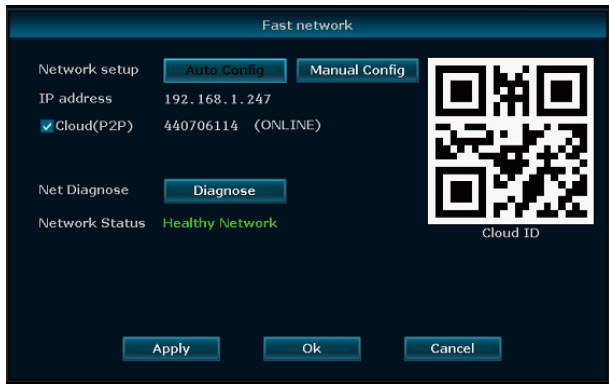 Fast network
Network setup Auto Config Manual Config
IP address 192.168.1.247
Cloud(P2P) 440706114 (ONLINE)
Net Diagnose Diagnose
Network Status Healthy Network
Cloud ID
Apply Ok Cancel